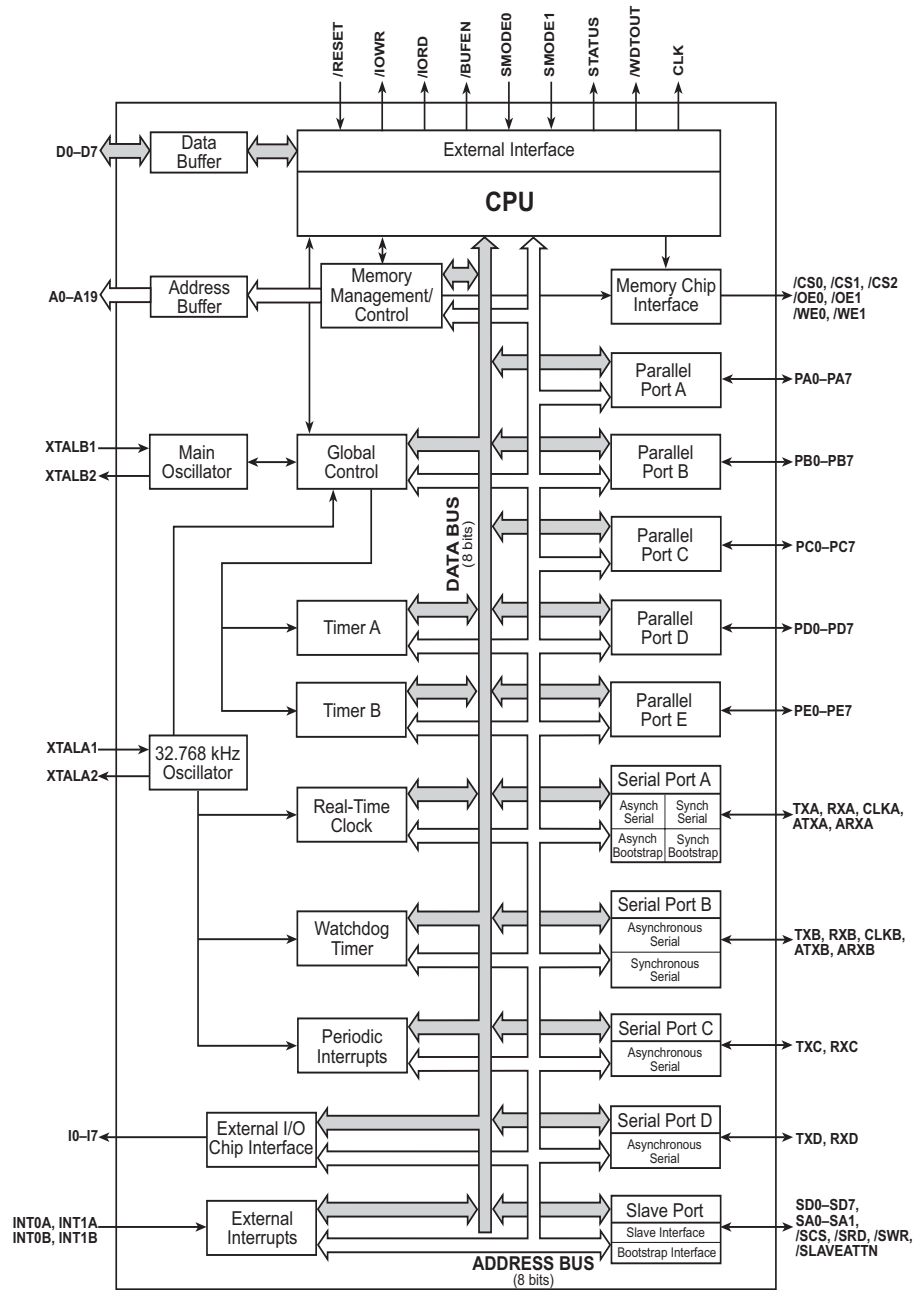 /RESET
/IOWR
/IORD
/BUFEN
SMODE0
SMODE1
STATUS
/WDTOUT
CLK
D0–D7
Data
Buffer
External Interface
CPU
A0–A19
Address
Buffer
Memory
Management/
Control
Memory Chip
Interface
/CS0, /CS1, /CS2
/OE0, /OE1
/WE0, /WE1
Parallel
Port A
PA0–PA7
XTALB1
XTALB2
Main
Oscillator
Global
Control
Parallel
Port B
PB0–PB7
DATA BUS
(8 bits)
Parallel
Port C
PC0–PC7
Timer A
Parallel
Port D
PD0–PD7
Timer B
Parallel
Port E
PE0–PE7
XTALA1
XTALA2
32.768 kHz
Oscillator
Real-Time
Clock
Serial Port A
Asynch
Serial
Synch
Serial
Asynch
Bootstrap
Synch
Bootstrap
TXA, RXA, CLKA,
ATXA, ARXA
Watchdog
Timer
Serial Port B
Asynchronous
Serial
Synchronous
Serial
TXB, RXB, CLKB,
ATXB, ARXB
Periodic
Interrupts
Serial Port C
Asynchronous
Serial
TXC, RXC
I0–I7
External I/O
Chip Interface
Serial Port D
Asynchronous
Serial
TXD, RXD
INT0A, INT1A
INT0B, INT1B
External
Interrupts
Slave Port
Slave Interface
Bootstrap Interface
SD0–SD7,
SA0–SA1,
/SCS, /SRD, /SWR,
/SLAVEATTN
ADDRESS BUS
(8 bits)